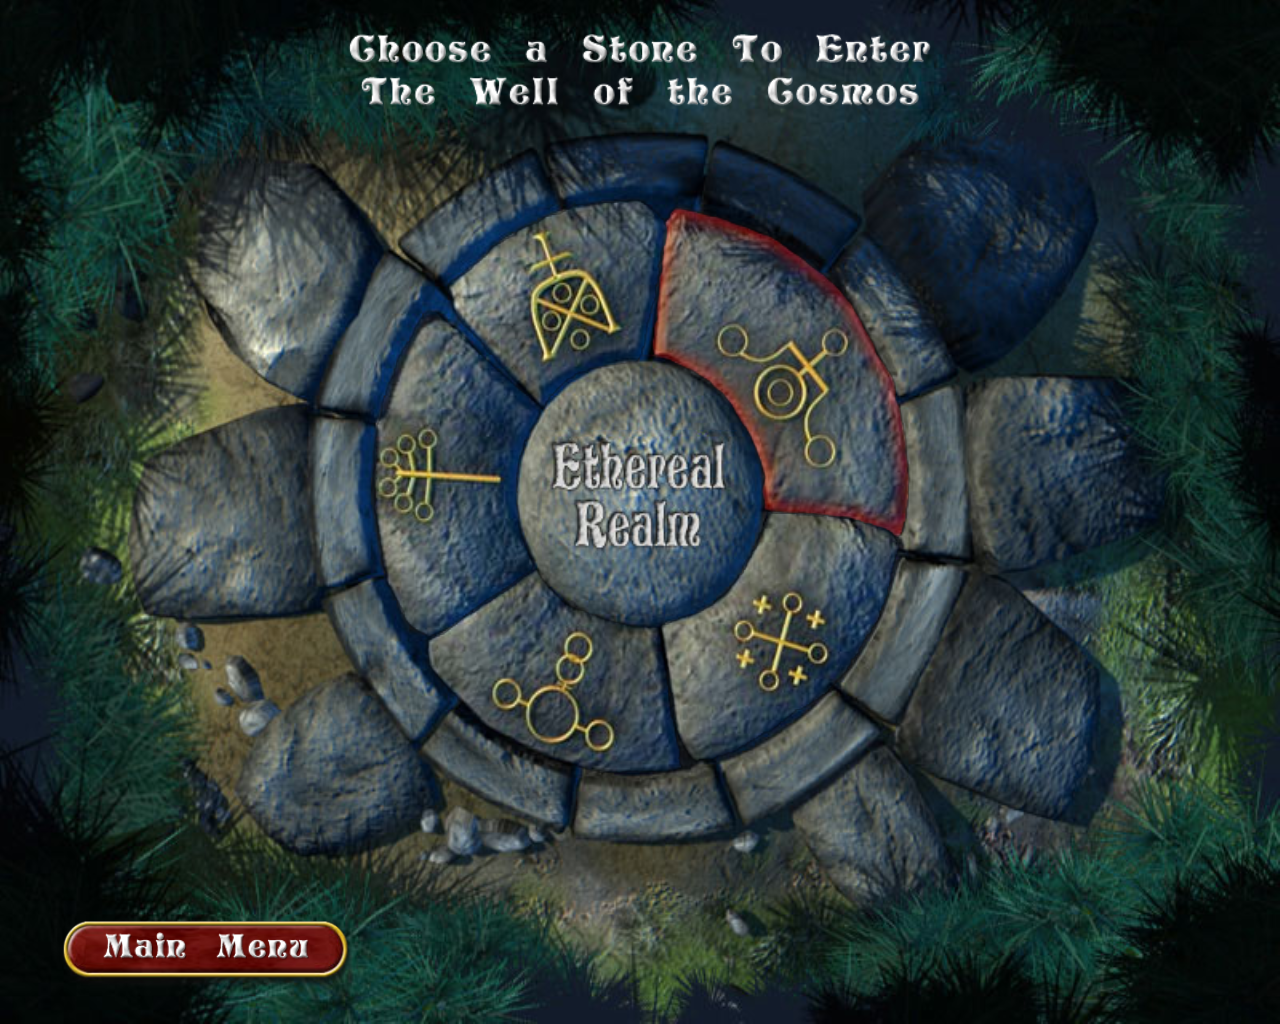 Choose a Stone To Enter
The Well of the Cosmos
Ethereal
Realm
Main Menu